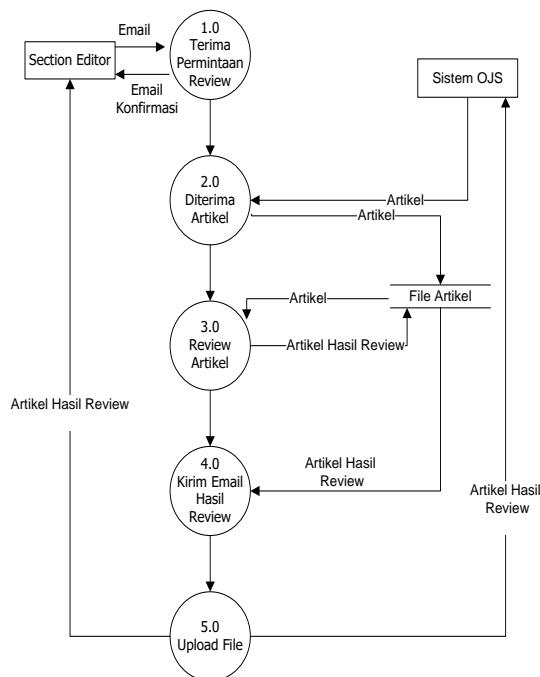 Email
Section Editor
Email
Konfirmasi
1.0
Terima
Permintaan
Review
Sistem OJS
2.0
Diterima
Artikel
Artikel
Artikel
File Artikel
Artikel
3.0
Review
Artikel
Artikel Hasil Review
Artikel Hasil Review
4.0
Kirim Email
Hasil
Review
Artikel Hasil
Review
Artikel Hasil
Review
5.0
Upload File